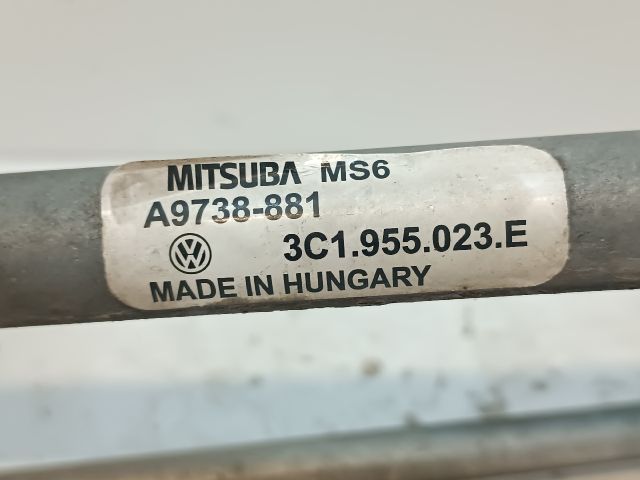 MITSUBA MS6
A9738-881
3C1.955.023.E
MADE IN HUNGARY